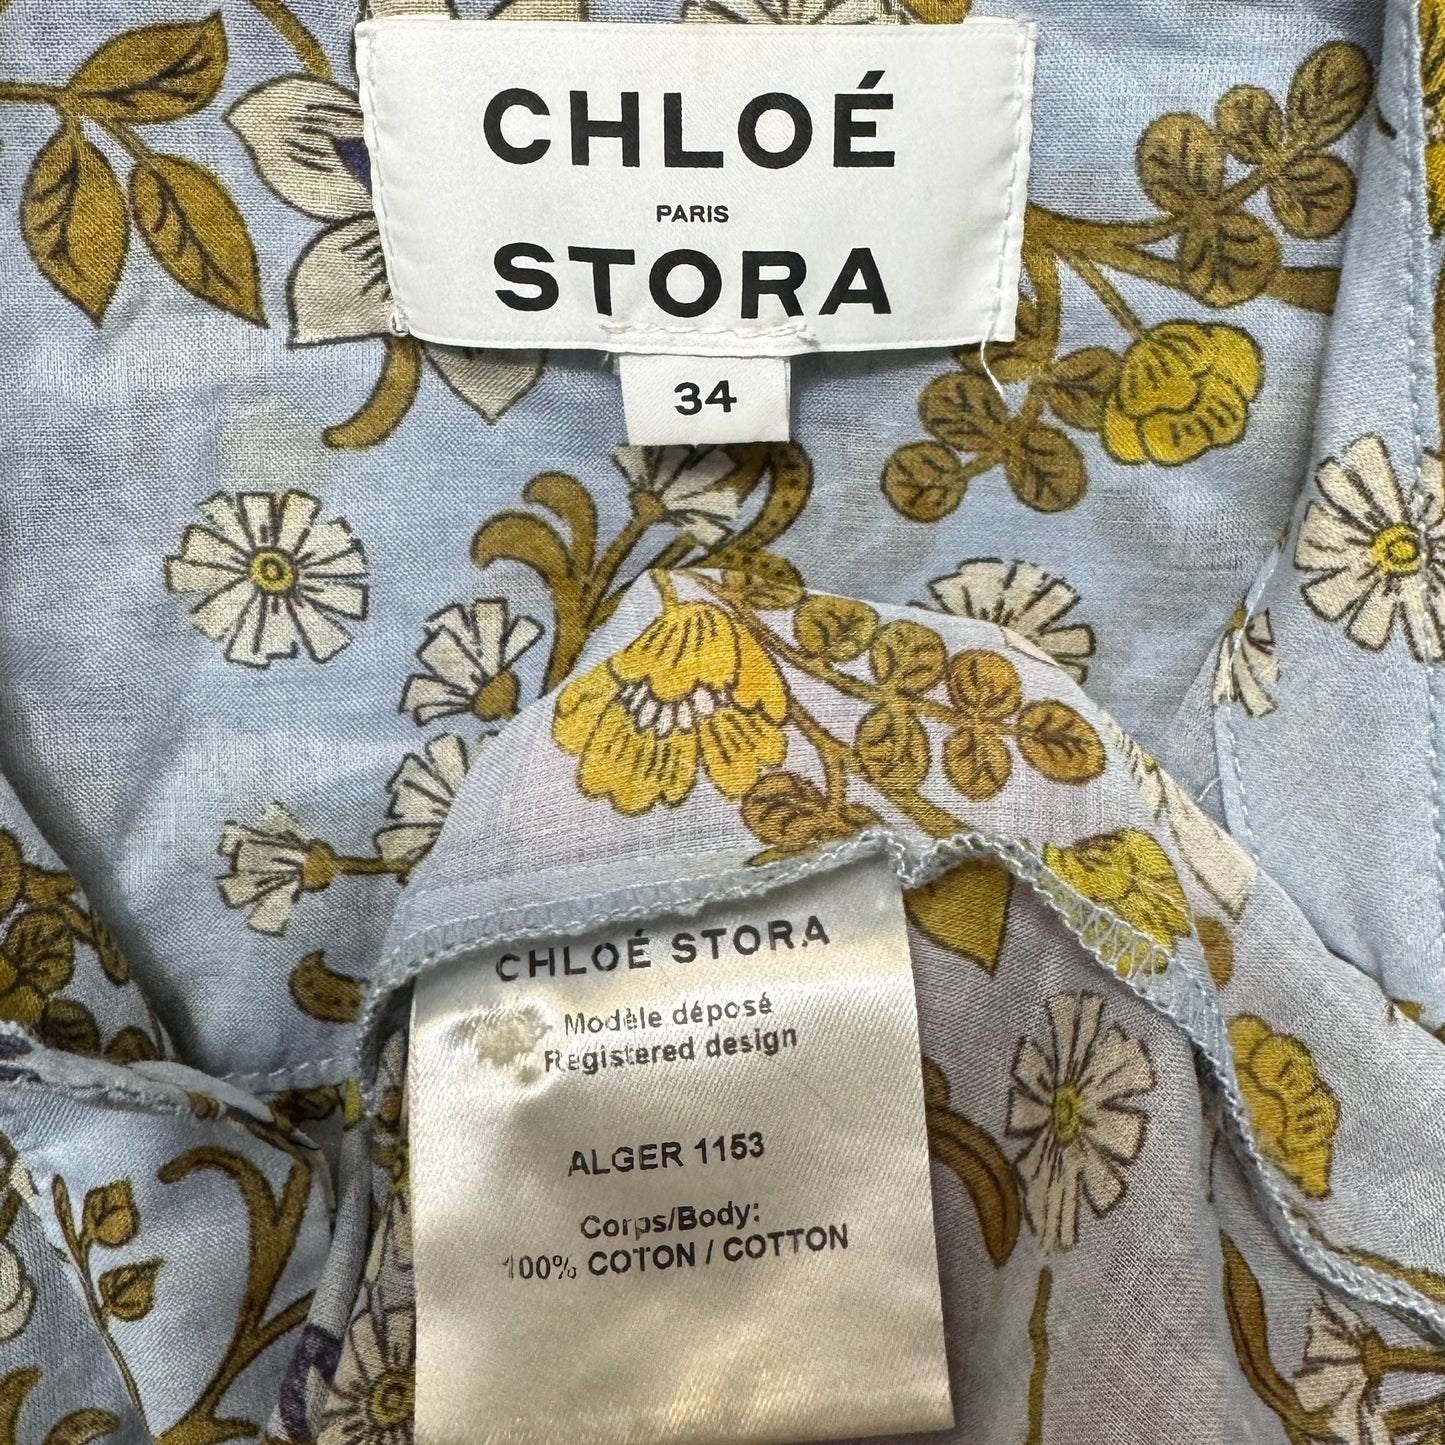 CHLOÉ
PARIS
STORA
34
CHLOÉ STORA
Modèle déposé
Registered design
ALGER 1153
Corps/Body:
100% COTON / COTTON